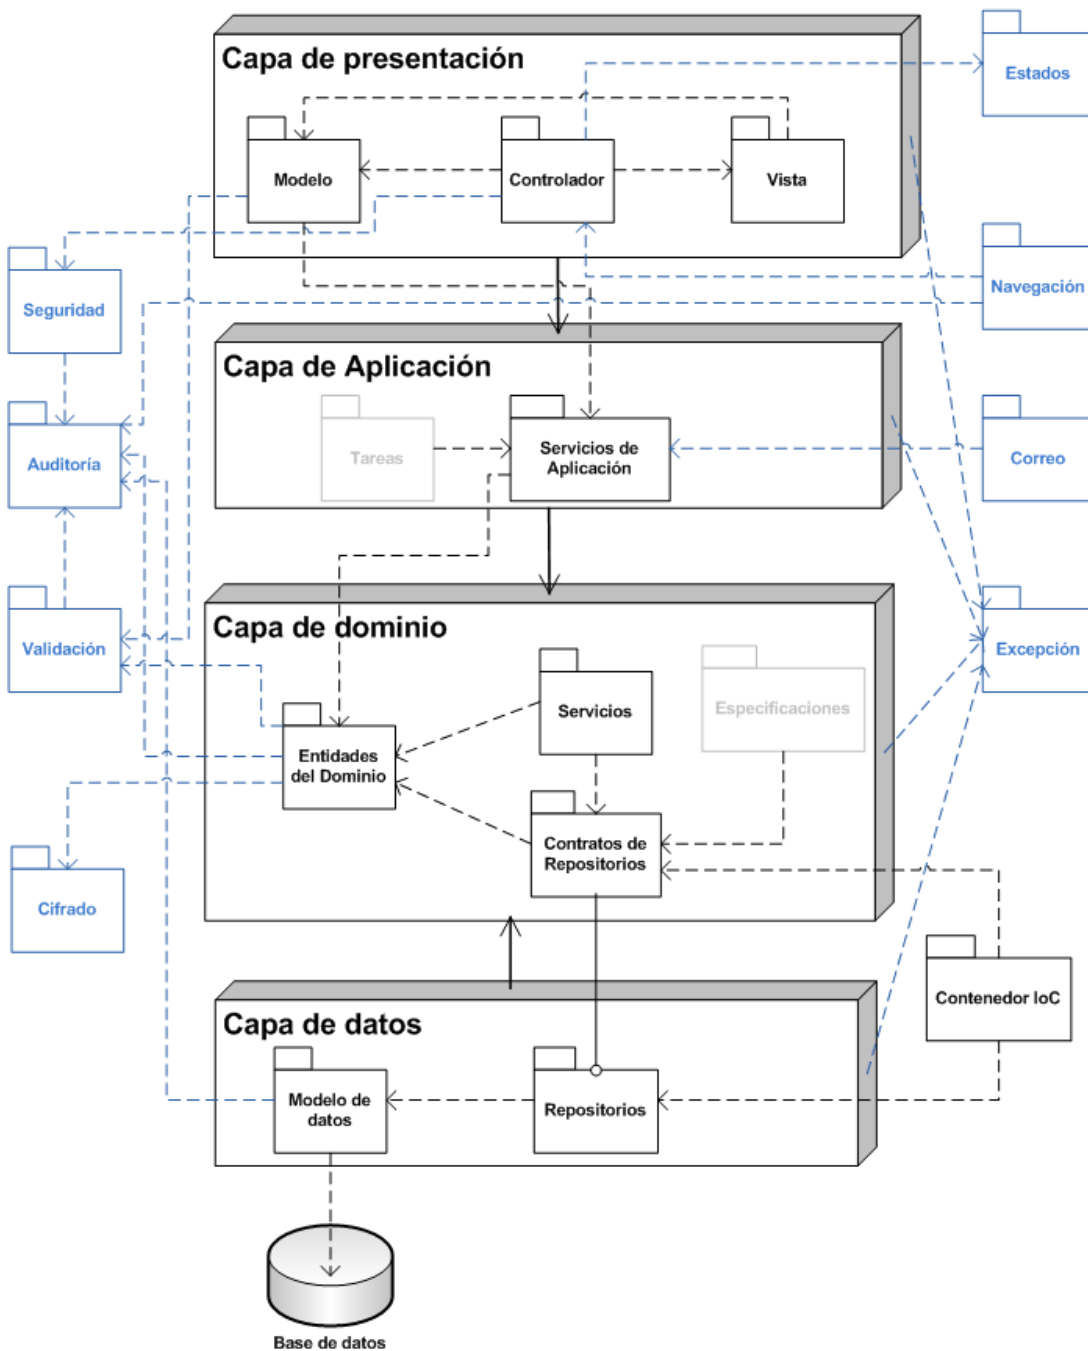 Capa de presentación
Estados
Modelo
Controlador
Vista
Seguridad
Navegación
Capa de Aplicación
Tareas
Servicios de
Aplicación
Auditoría
Correo
Capa de dominio
Validación
Excepción
Servicios
Especificaciones
Entidades
del Dominio
Contratos de
Repositorios
Cifrado
Contenedor IoC
Capa de datos
Modelo de
datos
Repositorios
Base de datos